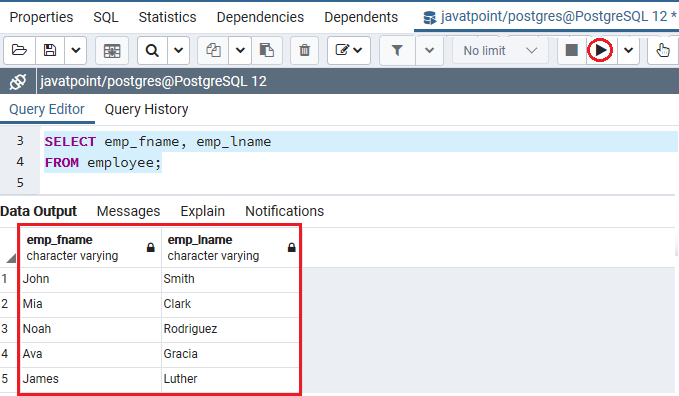 Properties SQL Statistics Dependencies Dependents javatpoint/postgres@PostgreSQL 12 *
No limit
javatpoint/postgres@PostgreSQL 12
Query Editor Query History
3 SELECT emp_fname, emp_lname
4 FROM employee;
5
Data Output Messages Explain Notifications
emp_fname emp_lname
character varying character varying
1 John Smith
2 Mia Clark
3 Noah Rodriguez
4 Ava Gracia
5 James Luther